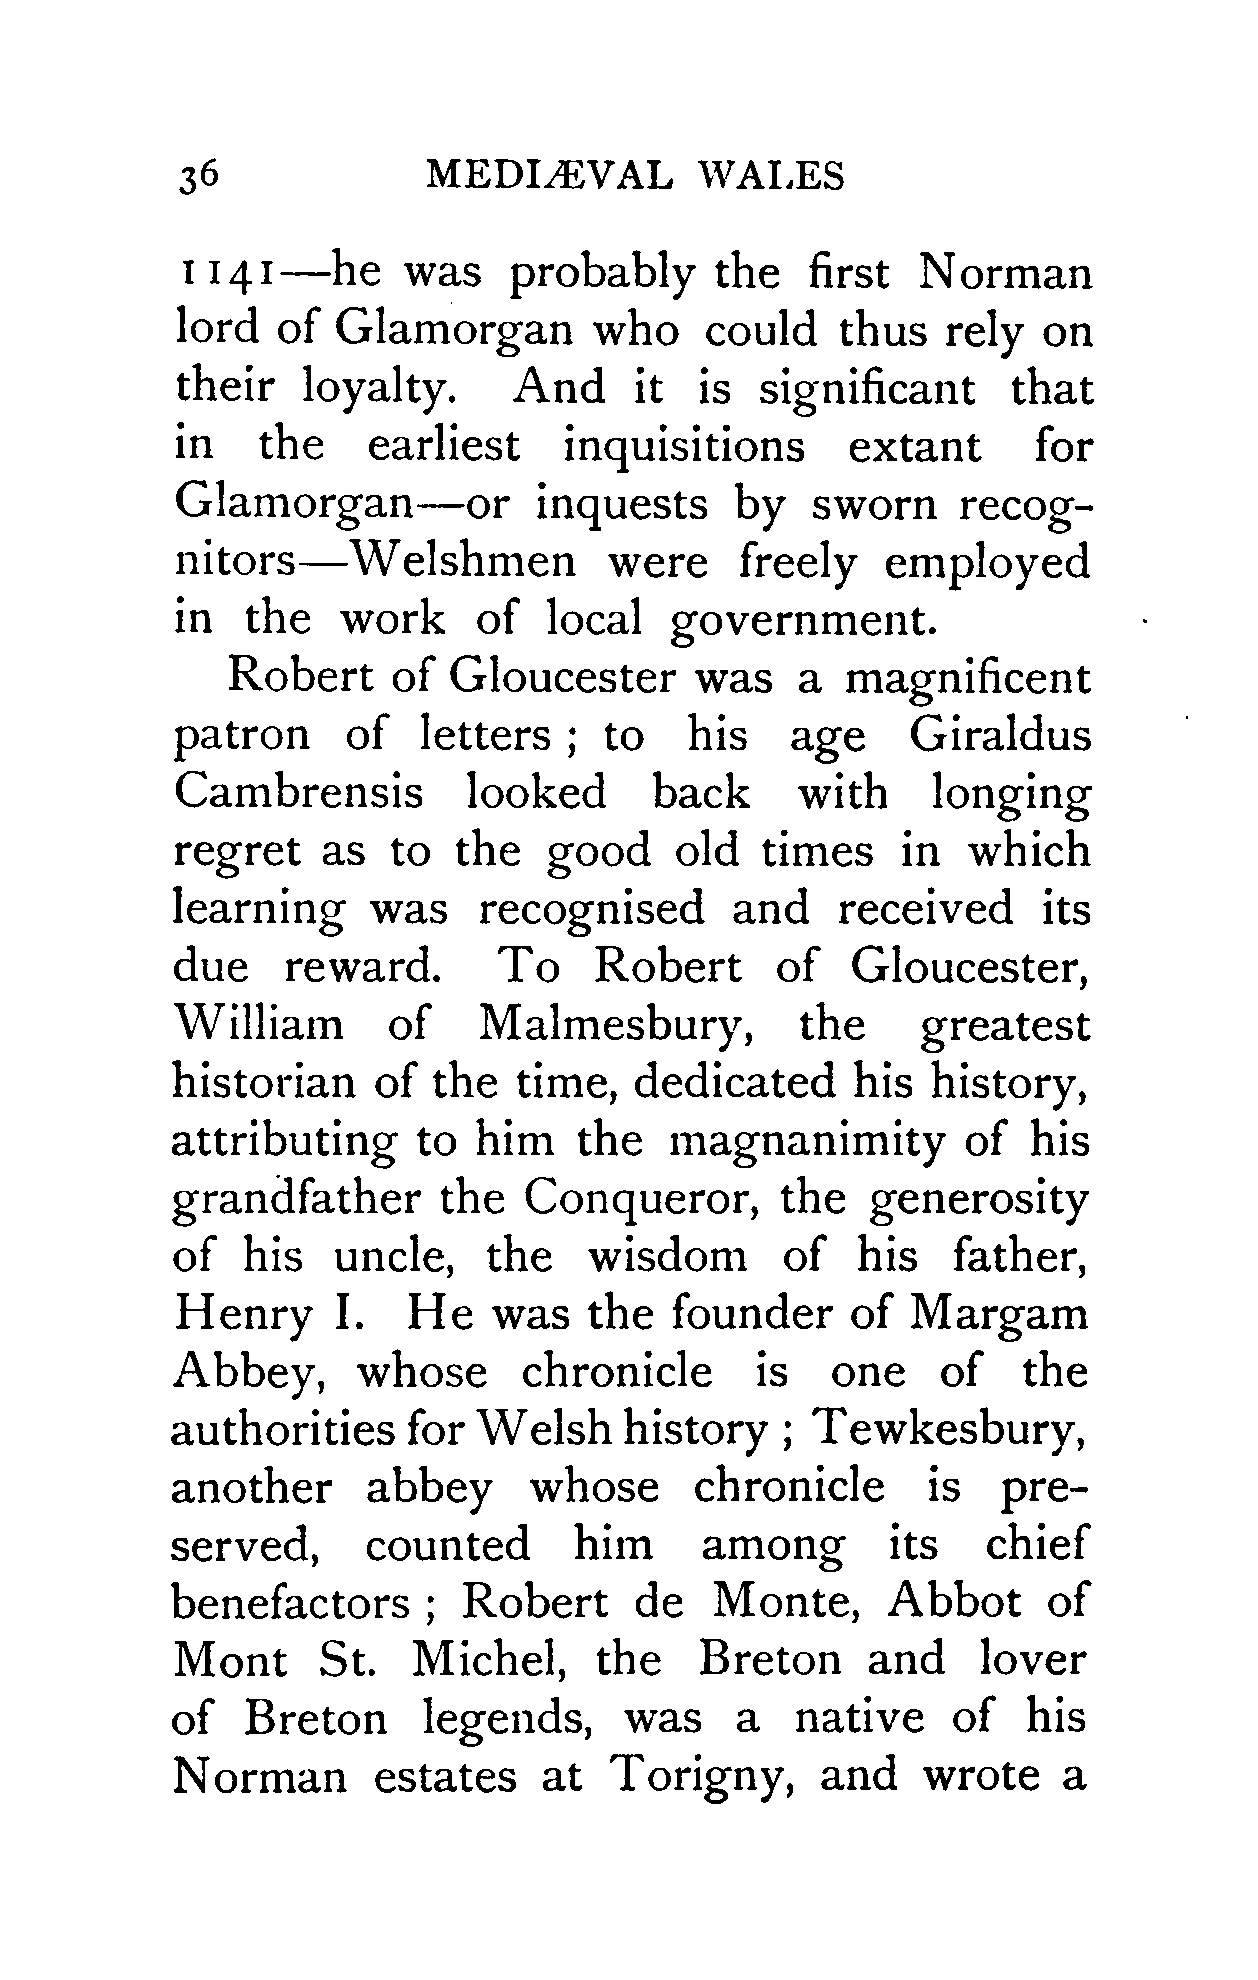 36 MEDIÆVAL WALES
1141—he was probably the first Norman
lord of Glamorgan who could thus rely on
their loyalty. And it is significant that
in the earliest inquisitions extant for
Glamorgan—or inquests by sworn recog-
nitors—Welshmen were freely employed
in the work of local government.
Robert of Gloucester was a magnificent
patron of letters ; to his age Giraldus
Cambrensis looked back with longing
regret as to the good old times in which
learning was recognised and received its
due reward. To Robert of Gloucester,
William of Malmesbury, the greatest
historian of the time, dedicated his history,
attributing to him the magnanimity of his
grandfather the Conqueror, the generosity
of his uncle, the wisdom of his father,
Henry I. He was the founder of Margam
Abbey, whose chronicle is one of the
authorities for Welsh history ; Tewkesbury,
another abbey whose chronicle is pre-
served, counted him among its chief
benefactors ; Robert de Monte, Abbot of
Mont St. Michel, the Breton and lover
of Breton legends, was a native of his
Norman estates at Torigny, and wrote a